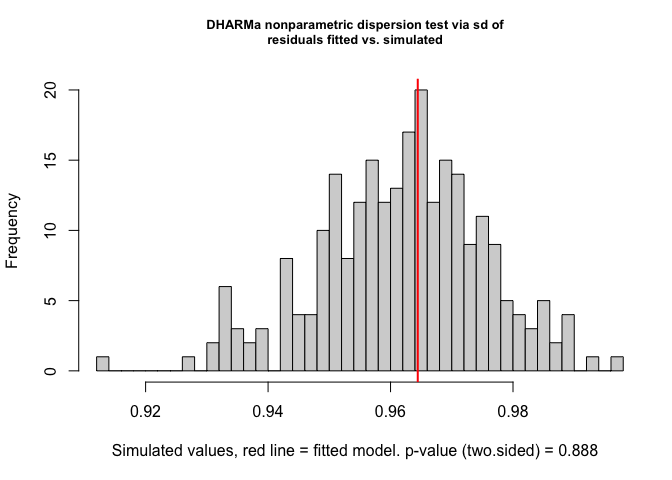 DHARMa nonparametric dispersion test via sd of
residuals fitted vs. simulated
Frequency
20
15
10
5
0
0.92 0.94 0.96 0.98
Simulated values, red line = fitted model. p-value (two.sided) = 0.888